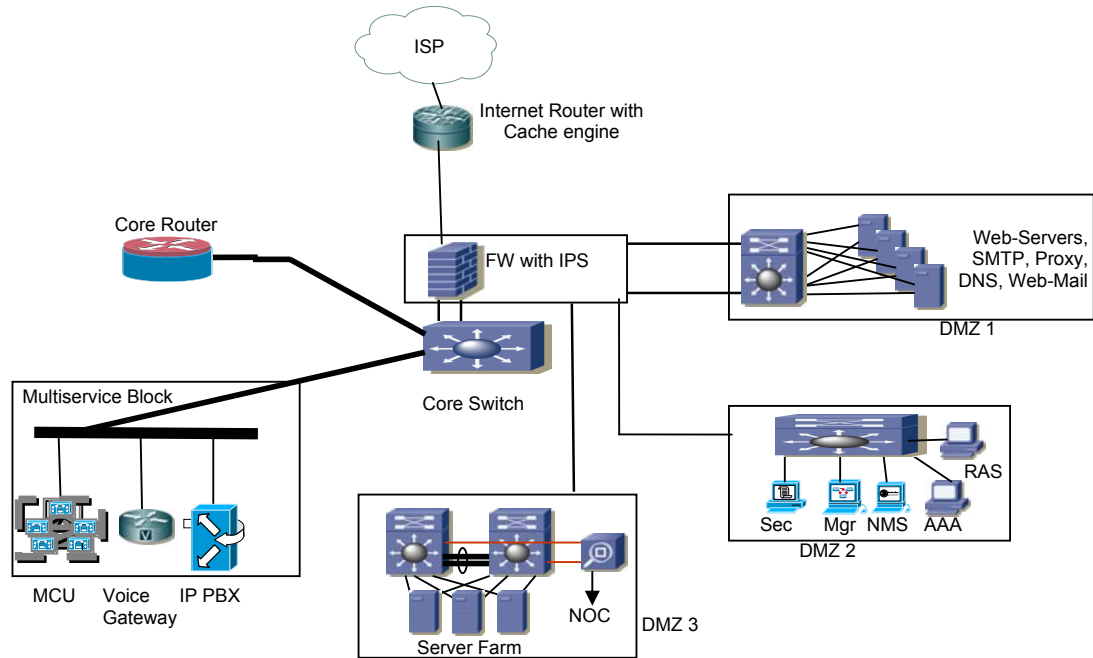 ISP
Internet Router with
Cache engine
Core Router
FW with IPS
Web-Servers,
SMTP, Proxy,
DNS, Web-Mail
DMZ 1
Core Switch
Multiservice Block
V
MCU
Voice
Gateway
IP PBX
RAS
Sec
Mgr
NMS
AAA
DMZ 2
NOC
Server Farm
DMZ 3